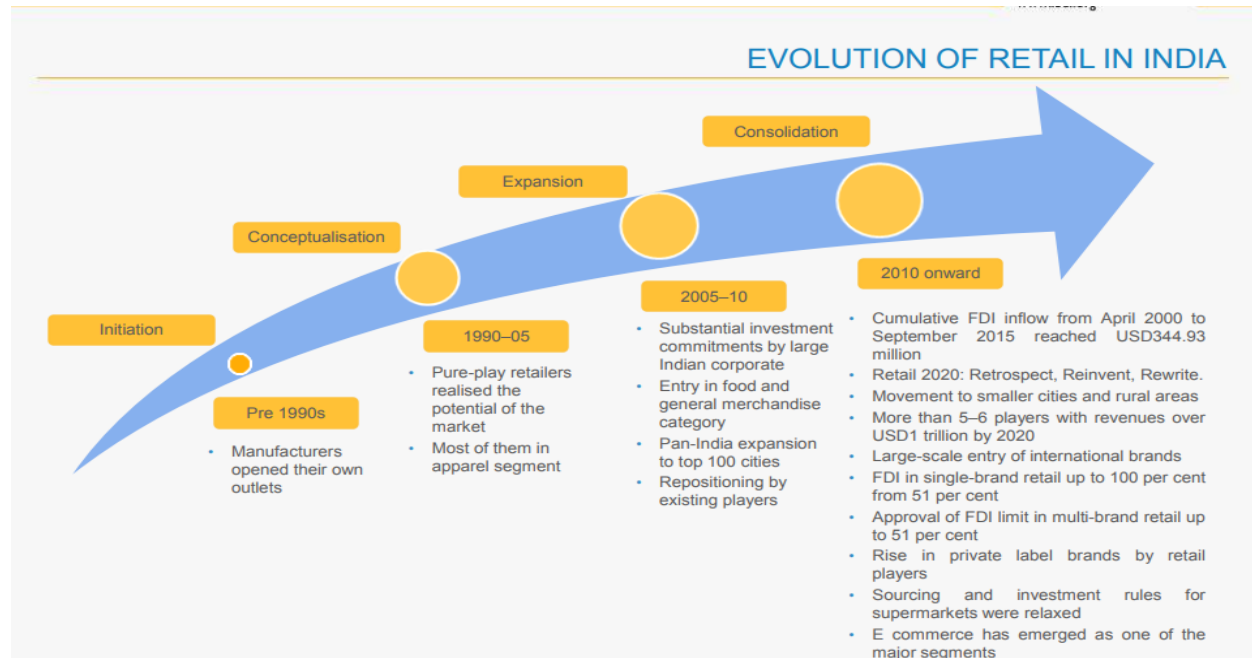 EVOLUTION OF RETAIL IN INDIA
Consolidation
Expansion
Conceptualisation
Initiation
Pre 1990s
Manufacturers
opened their own
outlets
1990–05
Pure-play retailers
realised the
potential of the
market
Most of them in
apparel segment
2005–10
Substantial investment
commitments by large
Indian corporate
Entry in food and
general merchandise
category
Pan-India expansion
to top 100 cities
Repositioning by
existing players
2010 onward
Cumulative FDI inflow from April 2000 to
September 2015 reached USD344.93
million
Retail 2020: Retrospect, Reinvent, Rewrite.
Movement to smaller cities and rural areas
More than 5–6 players with revenues over
USD1 trillion by 2020
Large-scale entry of international brands
FDI in single-brand retail up to 100 per cent
from 51 per cent
Approval of FDI limit in multi-brand retail up
to 51 per cent
Rise in private label brands by retail
players
Sourcing and investment rules for
supermarkets were relaxed
E commerce has emerged as one of the
major segments